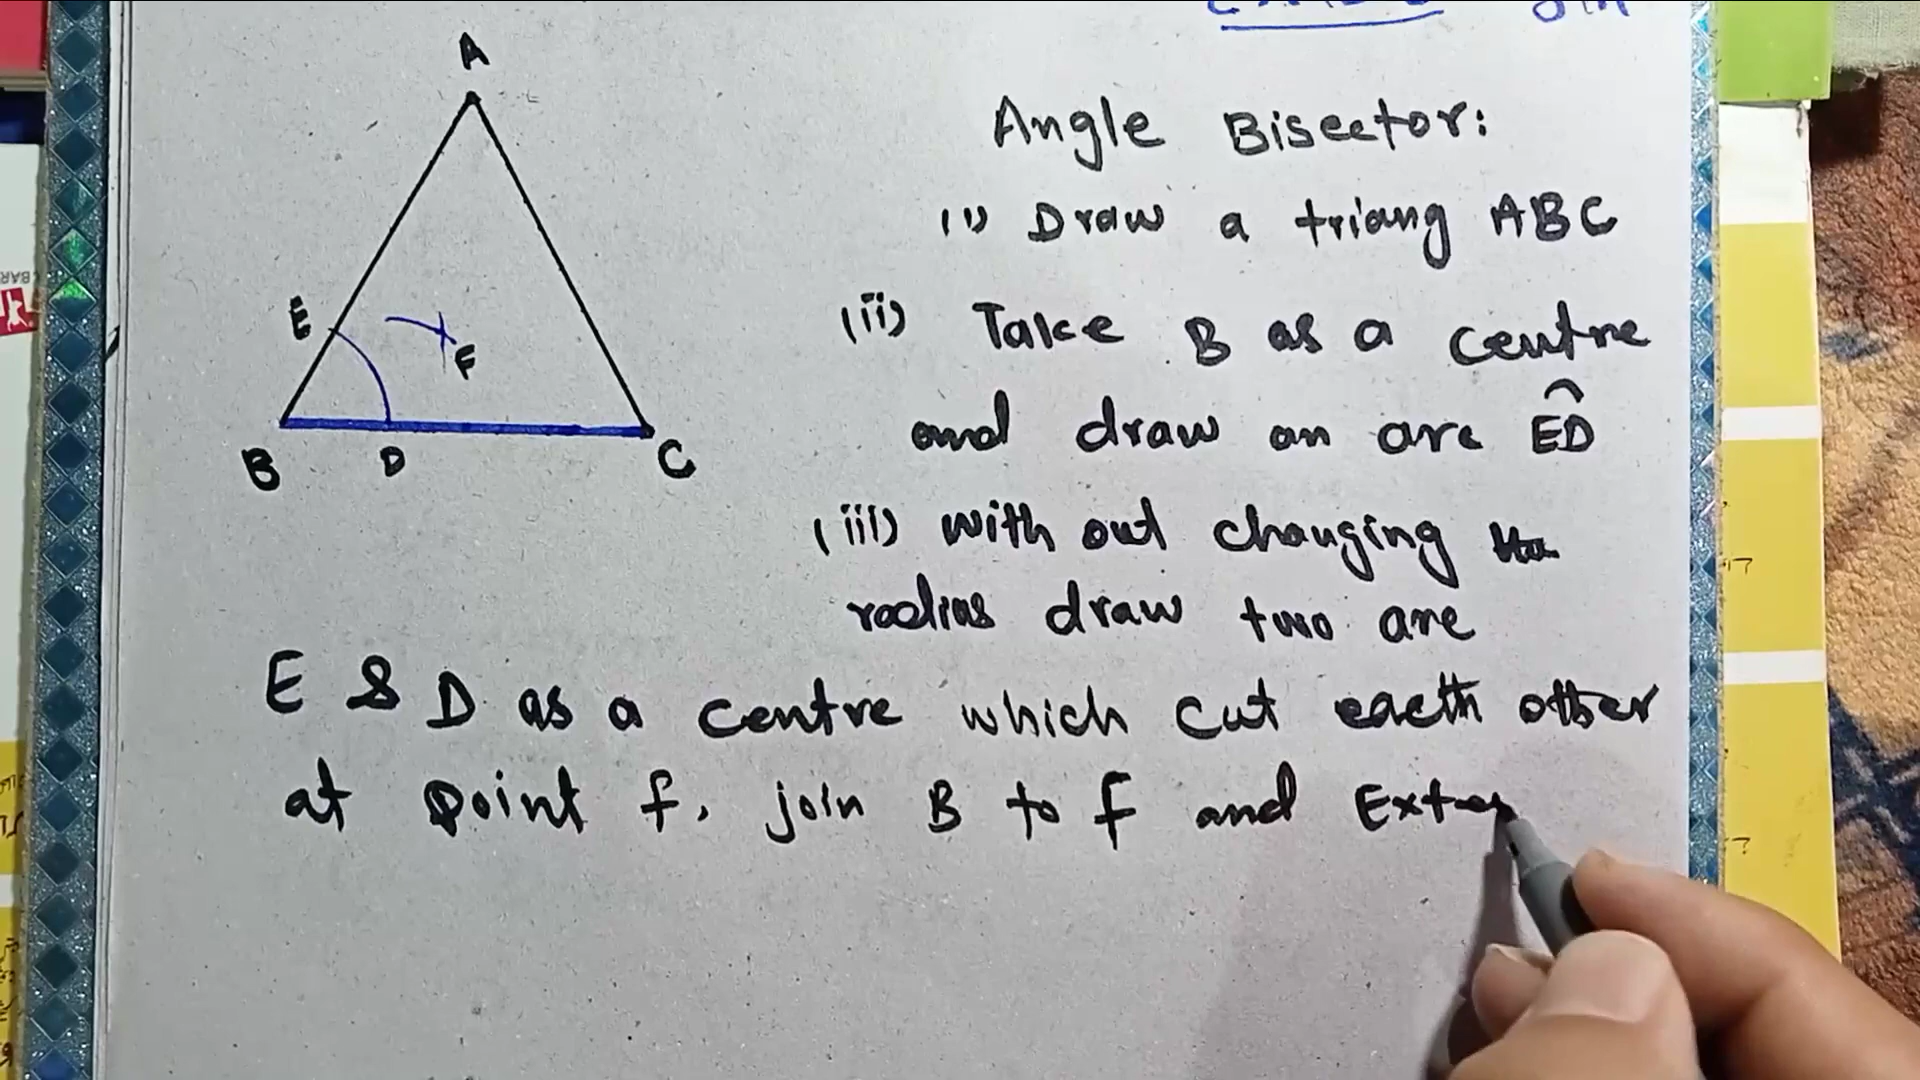 A
E
F
B
D
C
Angle Bisector:
(i) Draw a triang ABC
(ii) Take B as a centre
and draw an arc ED
(iii) with out changing the
radius draw two arc
E & D as a centre which cut each other
at point f, join B to f and Exten